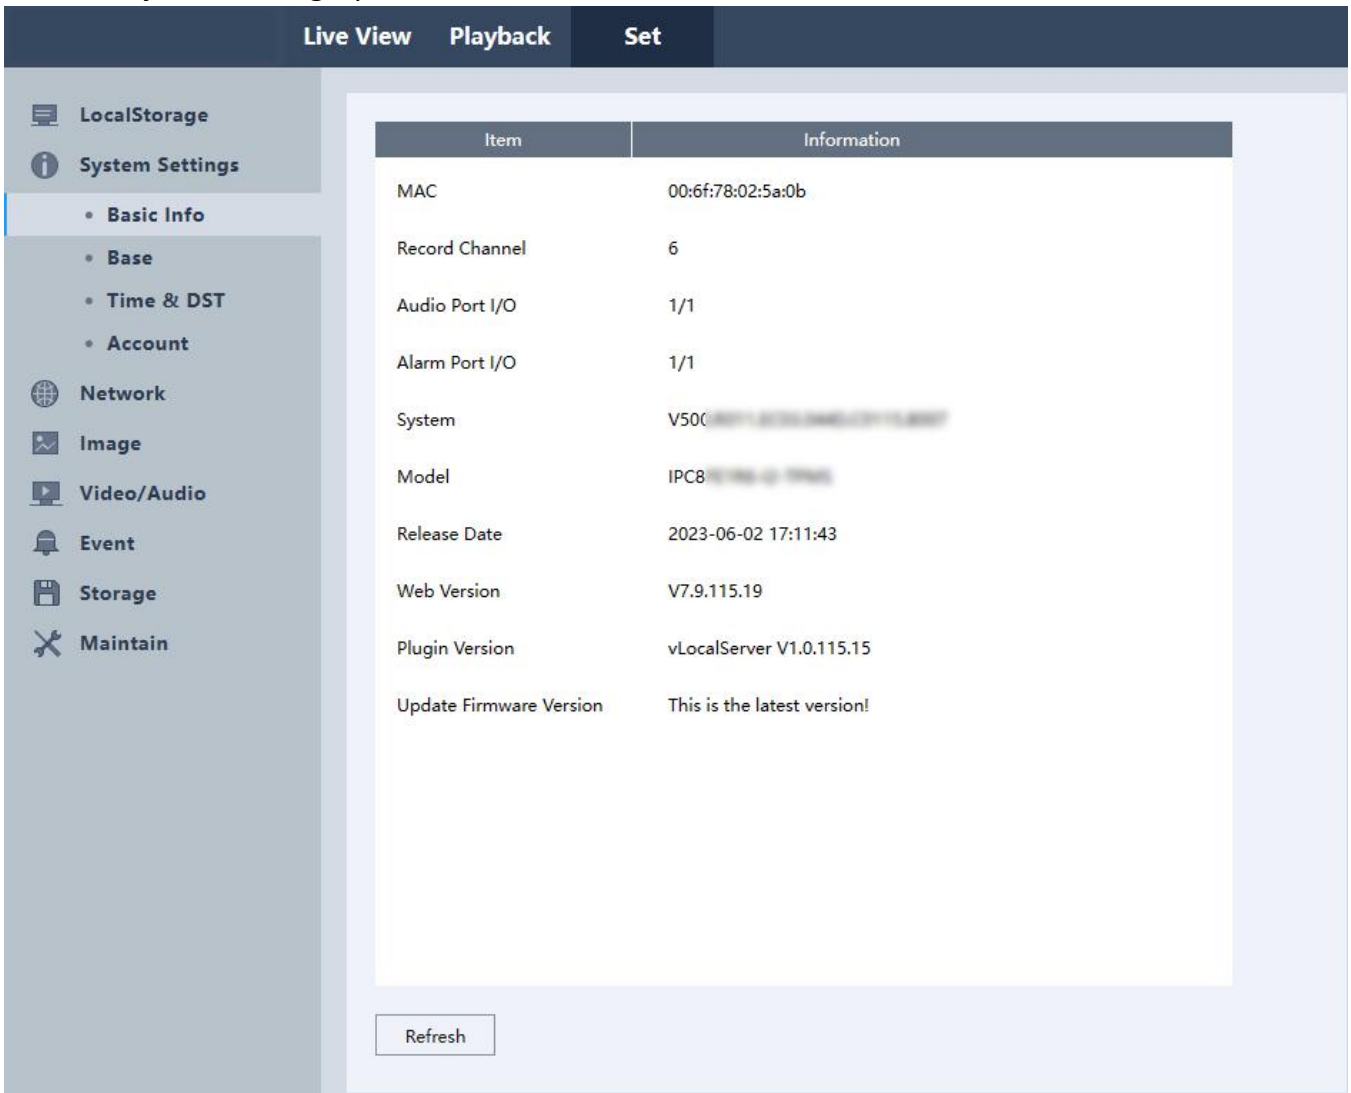 Live View Playback Set
LocalStorage
System Settings
Basic Info
Base
Time & DST
Account
Network
Image
Video/Audio
Event
Storage
Maintain
Item Information
MAC 00:6f:78:02:5a:0b
Record Channel 6
Audio Port I/O 1/1
Alarm Port I/O 1/1
System V500
Model IPC8
Release Date 2023-06-02 17:11:43
Web Version V7.9.115.19
Plugin Version vLocalServer V1.0.115.15
Update Firmware Version This is the latest version!
Refresh